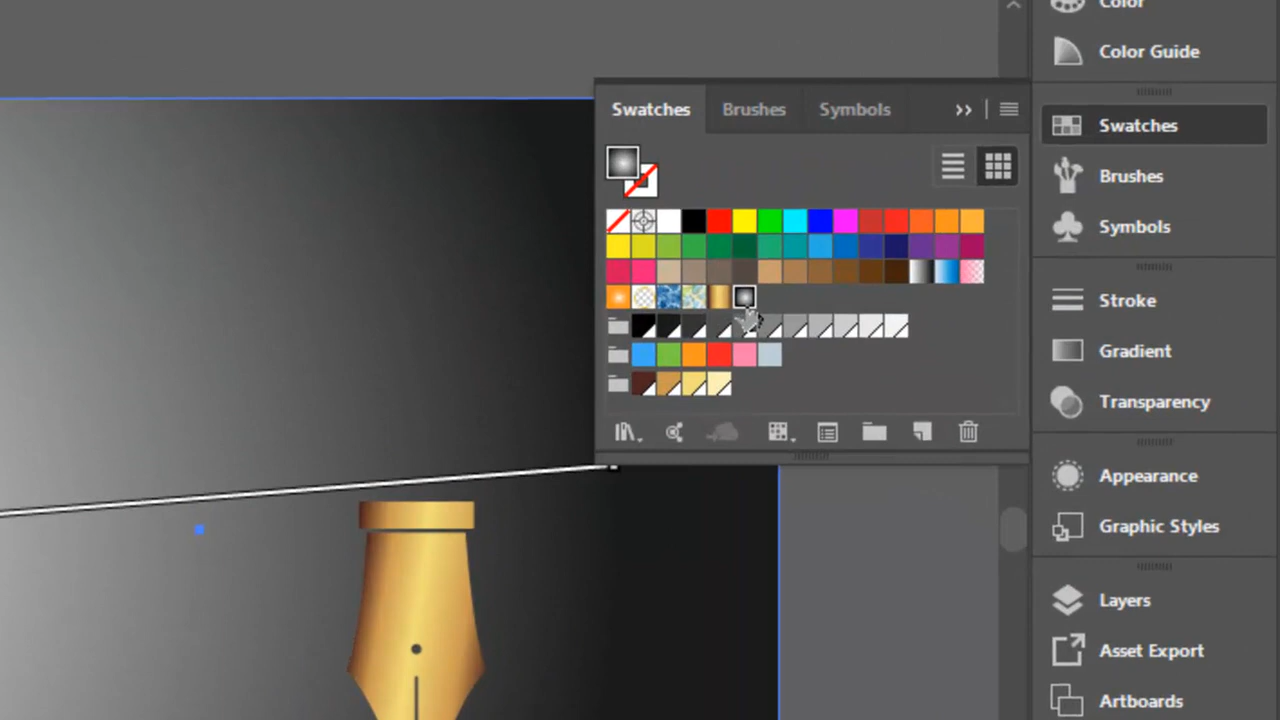 Color
Color Guide
Swatches Brushes Symbols
Swatches
Brushes
Symbols
Stroke
Gradient
Transparency
Appearance
Graphic Styles
Layers
Asset Export
Artboards